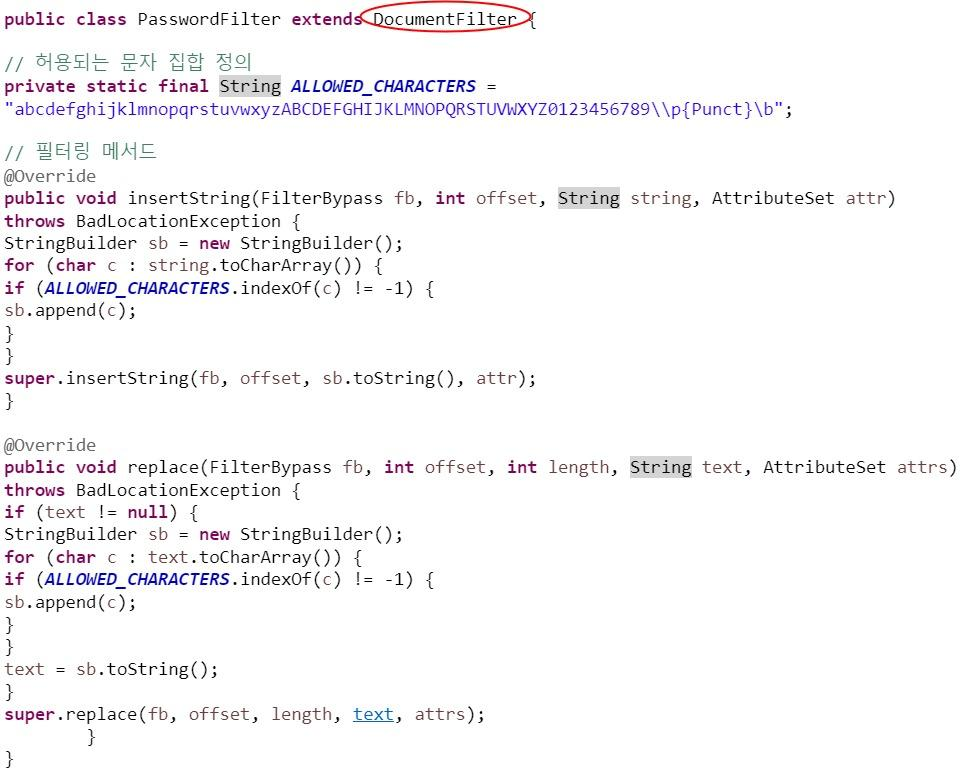 public class PasswordFilter extends DocumentFilter {
// 허용되는 문자 집합 정의
private static final String ALLOWED_CHARACTERS =
"abcdefghijklmnopqrstuvwxyzABCDEFGHIJKLMNOPQRSTUVWXYZ0123456789\\p{Punct}\b";
// 필터링 메서드
@Override
public void insertString(FilterBypass fb, int offset, String string, AttributeSet attr)
throws BadLocationException {
StringBuilder sb = new StringBuilder();
for (char c : string.toCharArray()) {
if (ALLOWED_CHARACTERS.indexOf(c) != -1) {
sb.append(c);
}
}
super.insertString(fb, offset, sb.toString(), attr);
}
@Override
public void replace(FilterBypass fb, int offset, int length, String text, AttributeSet attrs)
throws BadLocationException {
if (text != null) {
StringBuilder sb = new StringBuilder();
for (char c : text.toCharArray()) {
if (ALLOWED_CHARACTERS.indexOf(c) != -1) {
sb.append(c);
}
}
text = sb.toString();
}
super.replace(fb, offset, length, text, attrs);
}
}